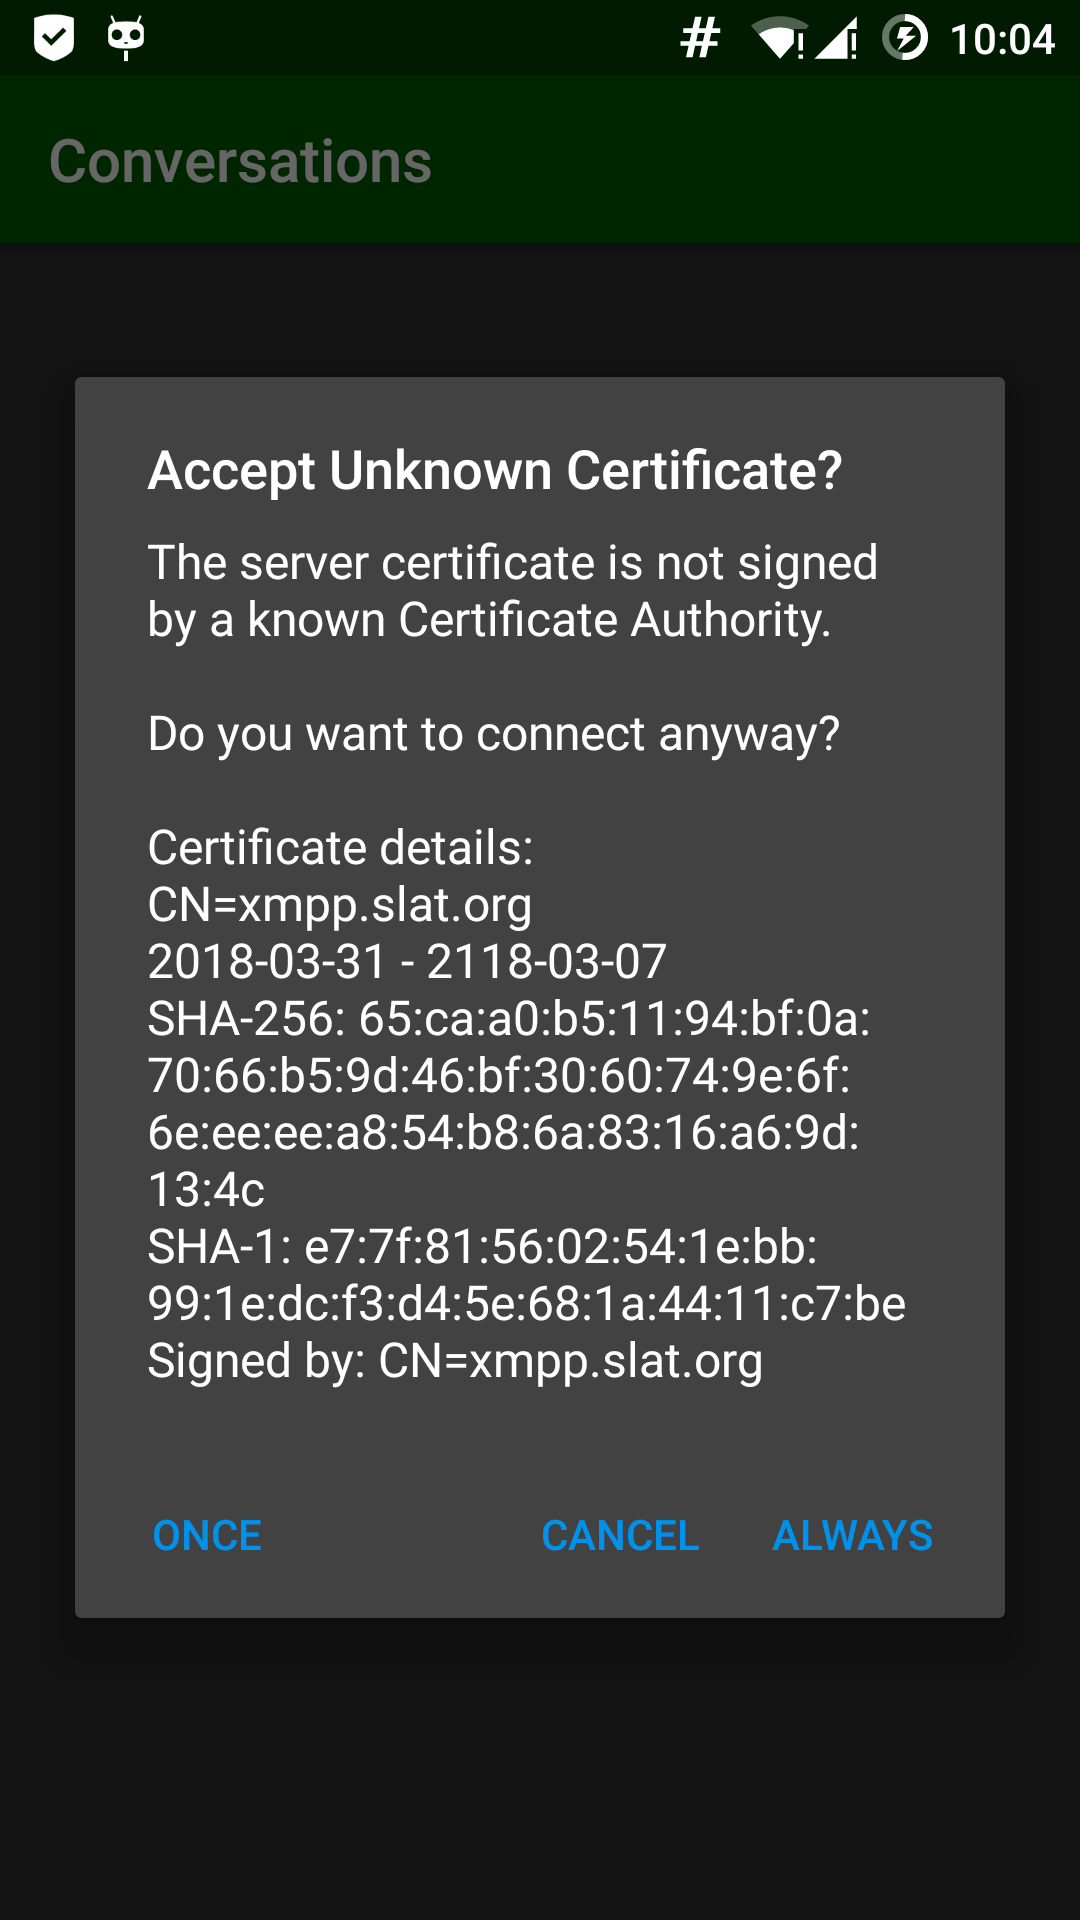 # 10:04
Conversations
Accept Unknown Certificate?
The server certificate is not signed
by a known Certificate Authority.
Do you want to connect anyway?
Certificate details:
CN=xmpp.slat.org
2018-03-31 - 2118-03-07
SHA-256: 65:ca:a0:b5:11:94:bf:0a:
70:66:b5:9d:46:bf:30:60:74:9e:6f:
6e:ee:ee:a8:54:b8:6a:83:16:a6:9d:
13:4c
SHA-1: e7:7f:81:56:02:54:1e:bb:
99:1e:dc:f3:d4:5e:68:1a:44:11:c7:be
Signed by: CN=xmpp.slat.org
ONCE CANCEL ALWAYS